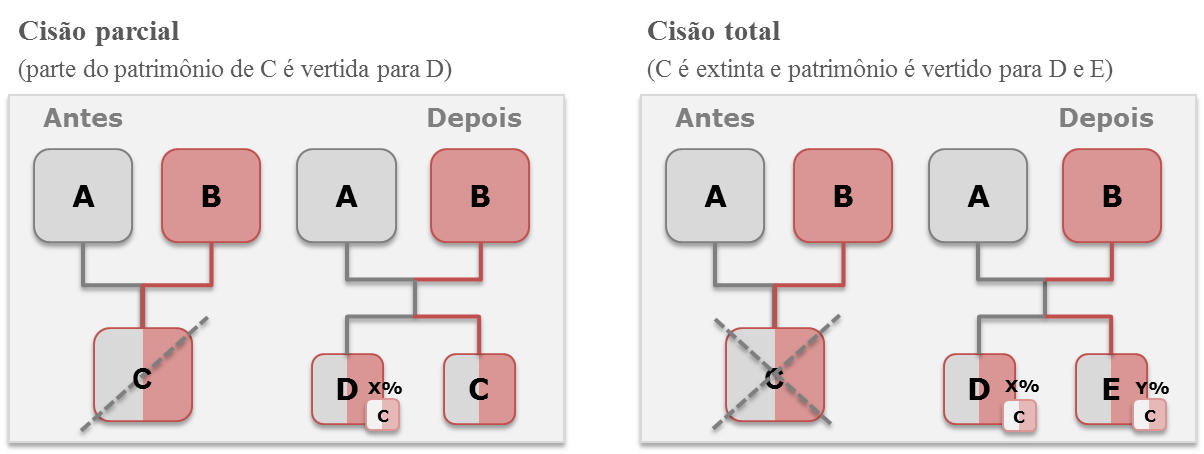 Cisão parcial
(parte do patrimônio de C é vertida para D)
Antes Depois
A B A B
C
D X% C
C
Cisão total
(C é extinta e patrimônio é vertido para D e E)
Antes Depois
A B A B
C
D X% E Y%
C C